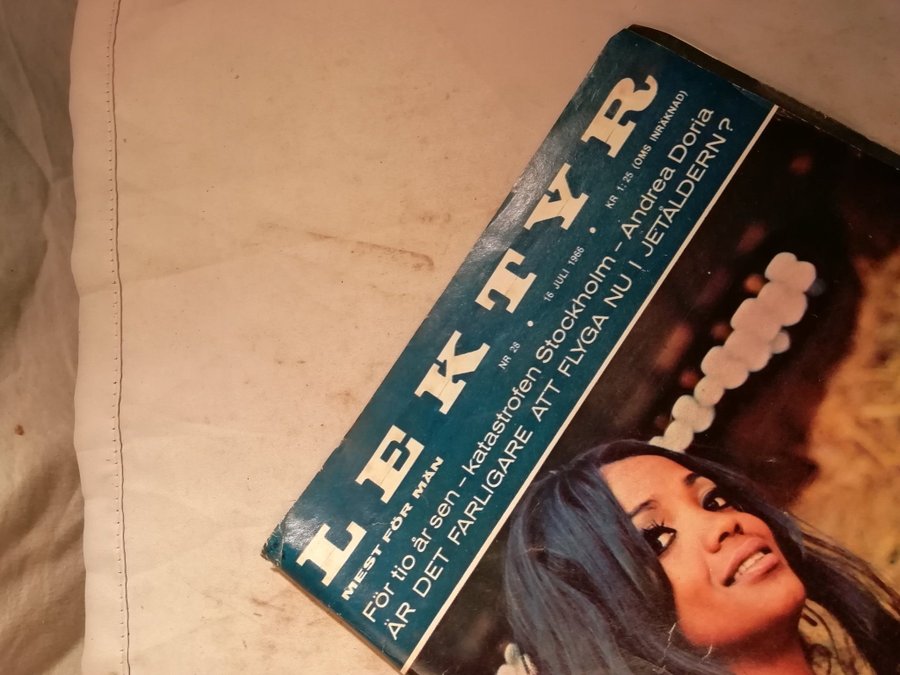 LEKTYR
MEST FÖR MÄN
NR 28 • 16 JULI 1966 • KR 1:25 (OMS INRÄKNAD)
För tio år sen – katastrofen Stockholm – Andrea Doria
ÄR DET FARLIGARE ATT FLYGA NU I JETÅLDERN?